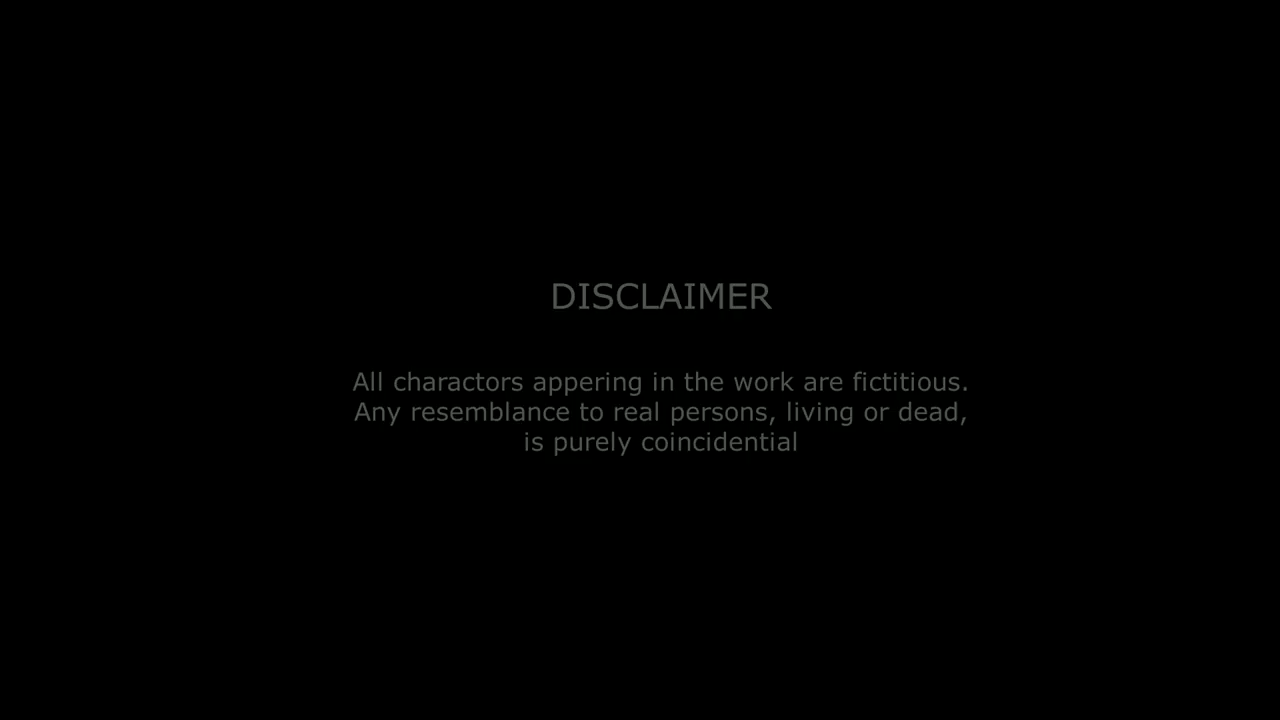 DISCLAIMER
All charactors appering in the work are fictitious.
Any resemblance to real persons, living or dead,
is purely coincidential